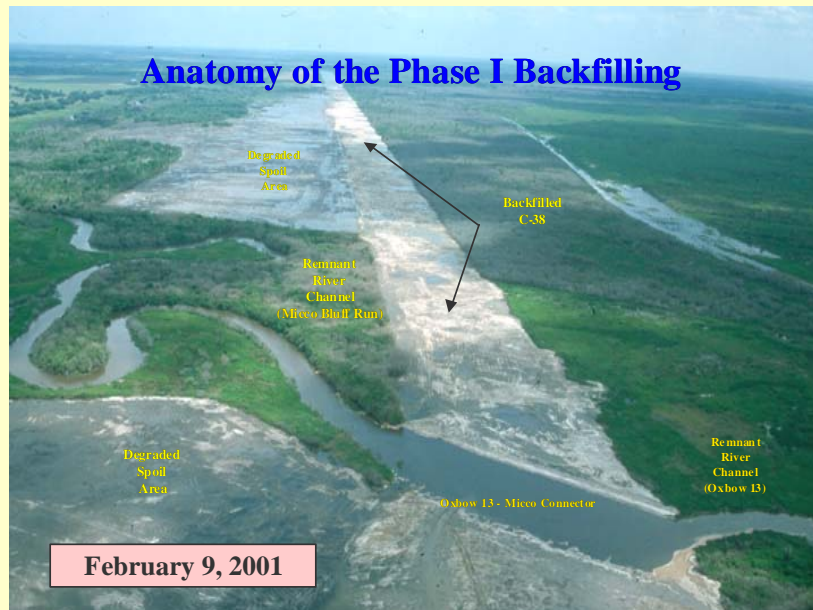 Anatomy of the Phase I Backfilling
Degraded
Spoil
Area
Backfilled
C-38
Remnant
River
Channel
(Micco Bluff Run)
Degraded
Spoil
Area
Remnant
River
Channel
(Oxbow 13)
Oxbow 13 - Micco Connector
February 9, 2001